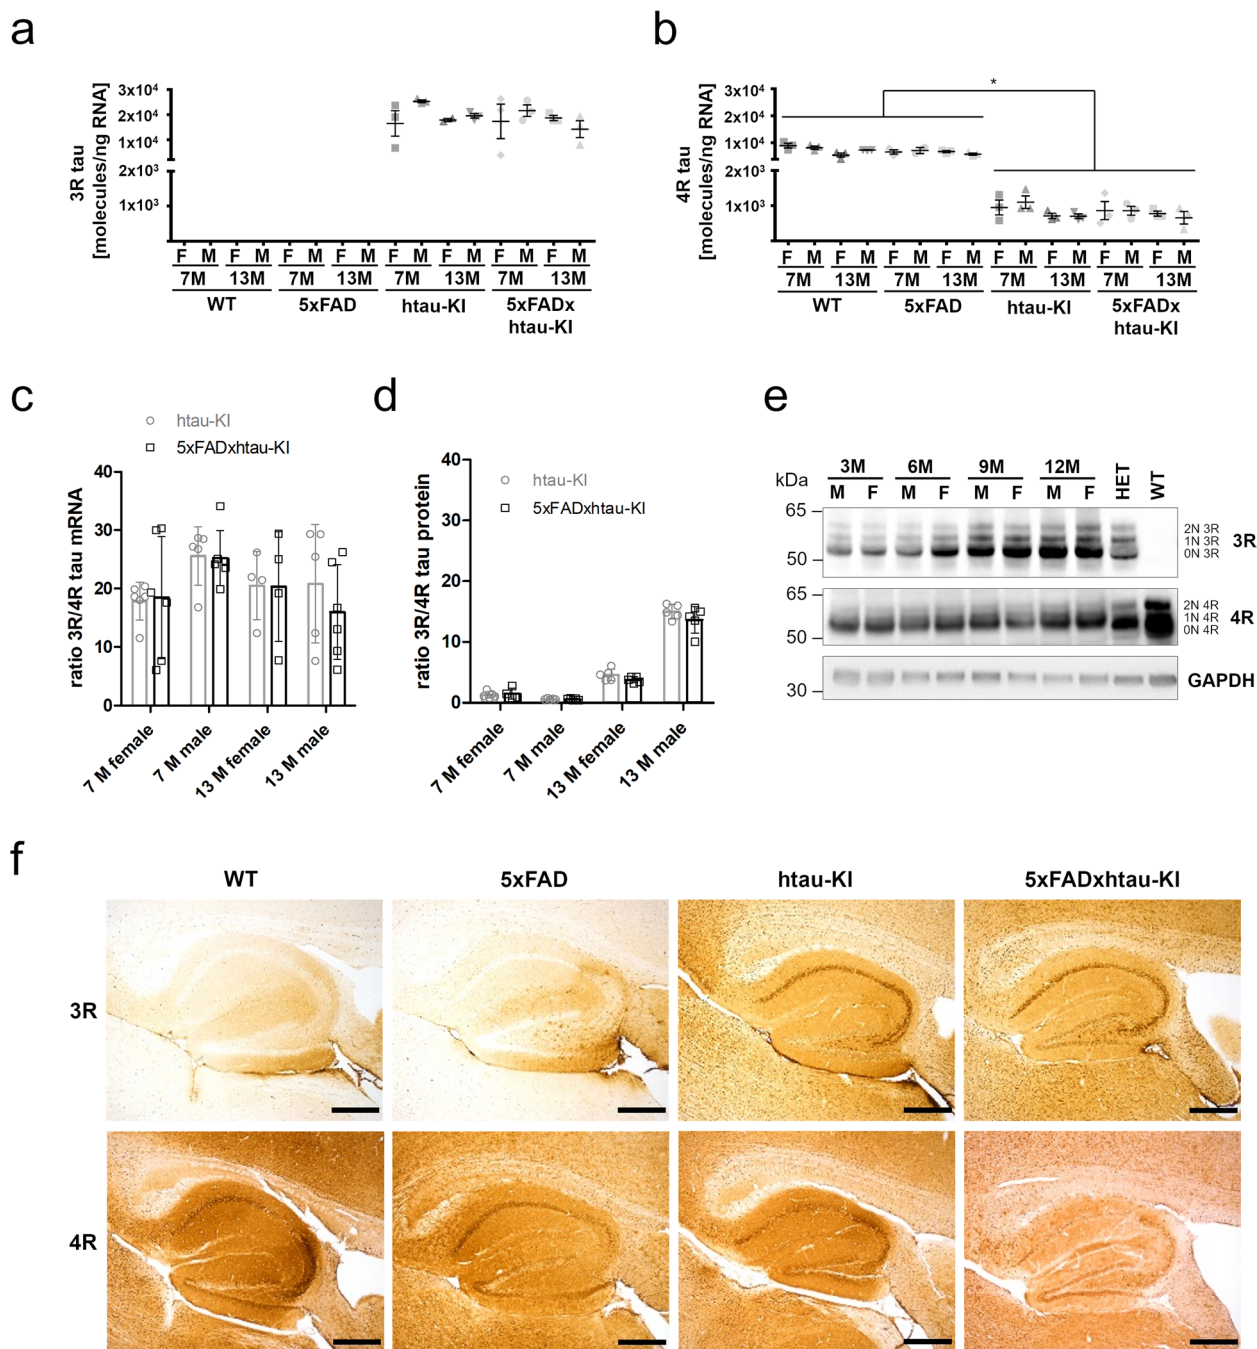 a
3R tau
[molecules/ng RNA]
3x10⁴
2x10⁴
1x10⁴
2x10³
1x10³
F M F M F M F M F M F M F M F M
7M 13M 7M 13M 7M 13M 7M 13M
WT 5xFAD htau-KI 5xFADx
htau-KI
b
4R tau
[molecules/ng RNA]
3x10⁴
2x10⁴
1x10⁴
2x10³
1x10³
*
F M F M F M F M F M F M F M F M
7M 13M 7M 13M 7M 13M 7M 13M
WT 5xFAD htau-KI 5xFADx
htau-KI
c
htau-KI
5xFADxhtau-KI
ratio 3R/4R tau mRNA
40
30
20
10
0
7 M female
7 M male
13 M female
13 M male
d
htau-KI
5xFADxhtau-KI
ratio 3R/4R tau protein
40
30
20
10
0
7 M female
7 M male
13 M female
13 M male
e
kDa
3M 6M 9M 12M HET WT
M F M F M F M F
65
50
2N 3R
1N 3R
0N 3R
3R
65
50
2N 4R
1N 4R
0N 4R
4R
30
GAPDH
f
WT 5xFAD htau-KI 5xFADxhtau-KI
3R
4R